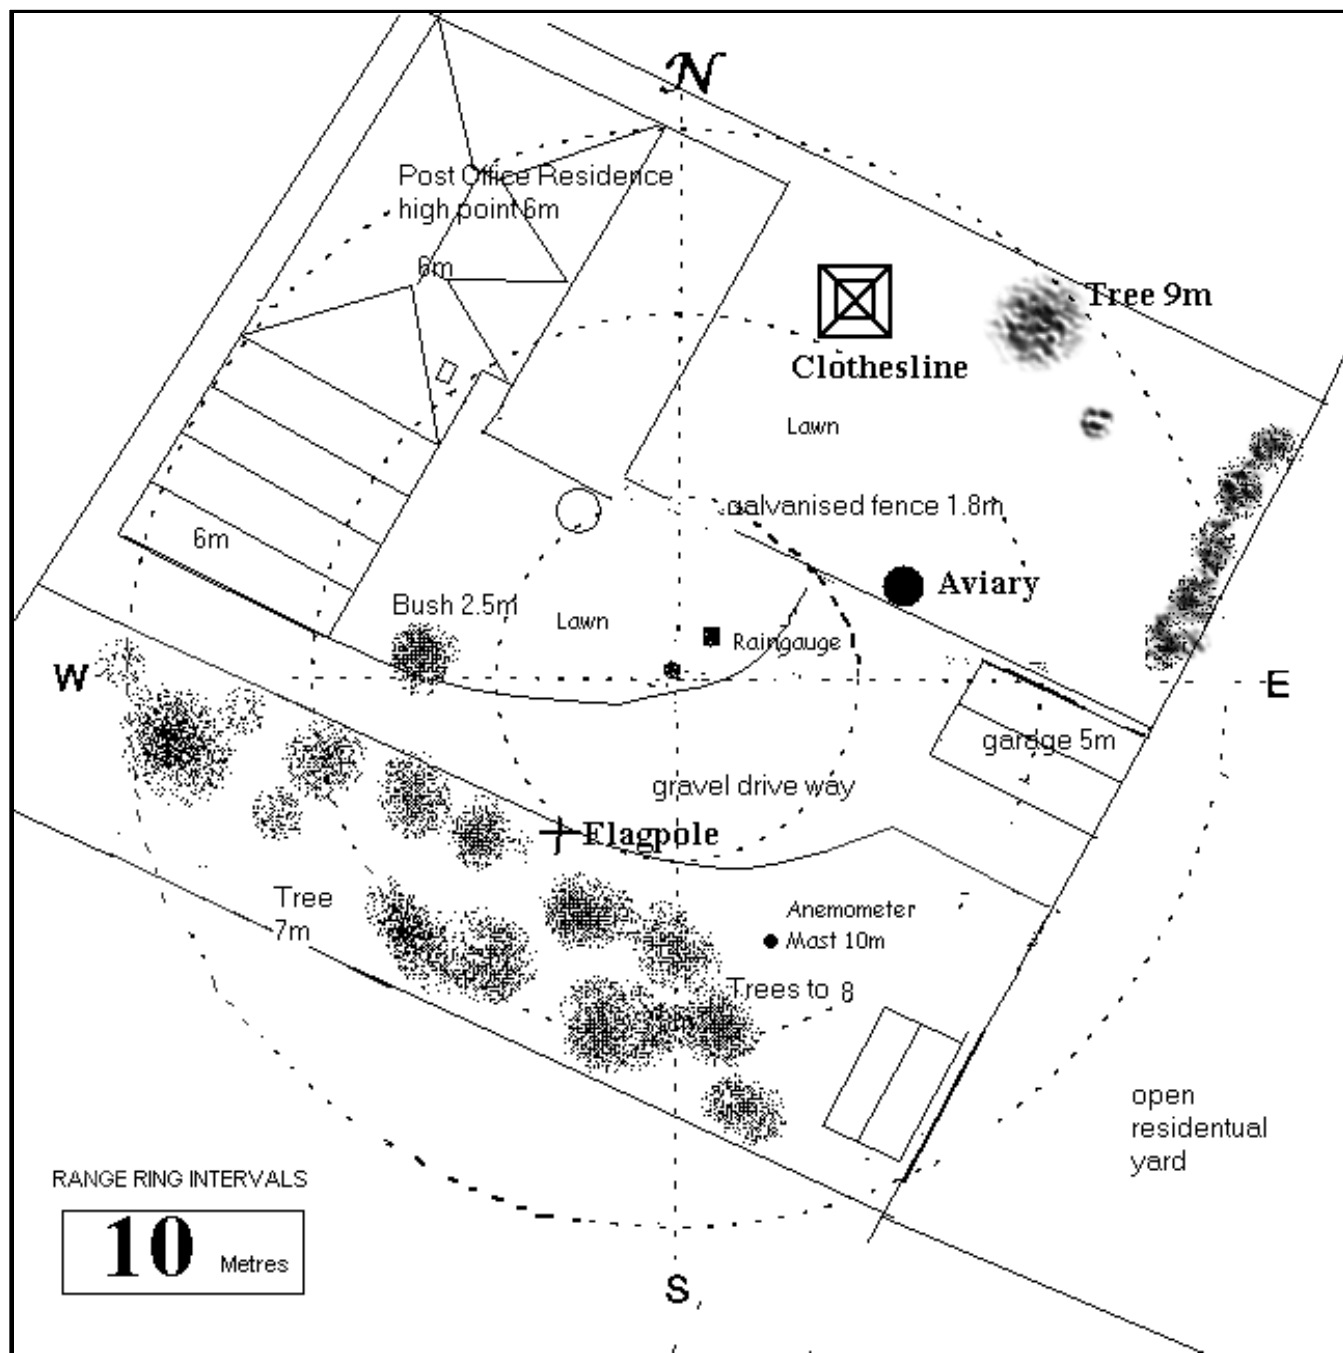 N
Post Office Residence
high point 6m
6m
Tree 9m
Clothesline
Lawn
galvanised fence 1.8m
6m
Aviary
Bush 2.5m
Lawn
Raingauge
W
E
garage 5m
gravel drive way
Flagpole
Tree
7m
Anemometer
Mast 10m
Trees to 8
open
residentual
yard
RANGE RING INTERVALS
10 Metres
S